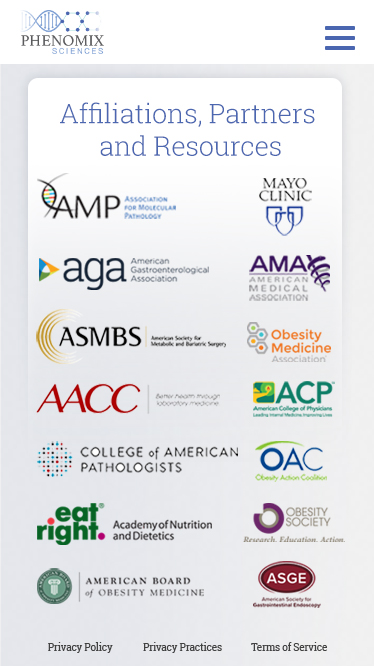 PHENOMIX
SCIENCES
Affiliations, Partners
and Resources
AMP
ASSOCIATION
FOR MOLECULAR
PATHOLOGY
MAYO
CLINIC
aga
American
Gastroenterological
Association
AMA
AMERICAN
MEDICAL
ASSOCIATION
ASMBS
American Society for
Metabolic and Bariatric Surgery
Obesity
Medicine
Association
AACC
Better health through
laboratory medicine
ACP
American College of Physicians
Leading Internal Medicine, Improving Lives
COLLEGE of AMERICAN
PATHOLOGISTS
OAC
Obesity Action Coalition
eat
right.
Academy of Nutrition
and Dietetics
OBESITY
SOCIETY
Research. Education. Action.
AMERICAN BOARD
of OBESITY MEDICINE
ASGE
American Society for
Gastrointestinal Endoscopy
Privacy Policy
Privacy Practices
Terms of Service